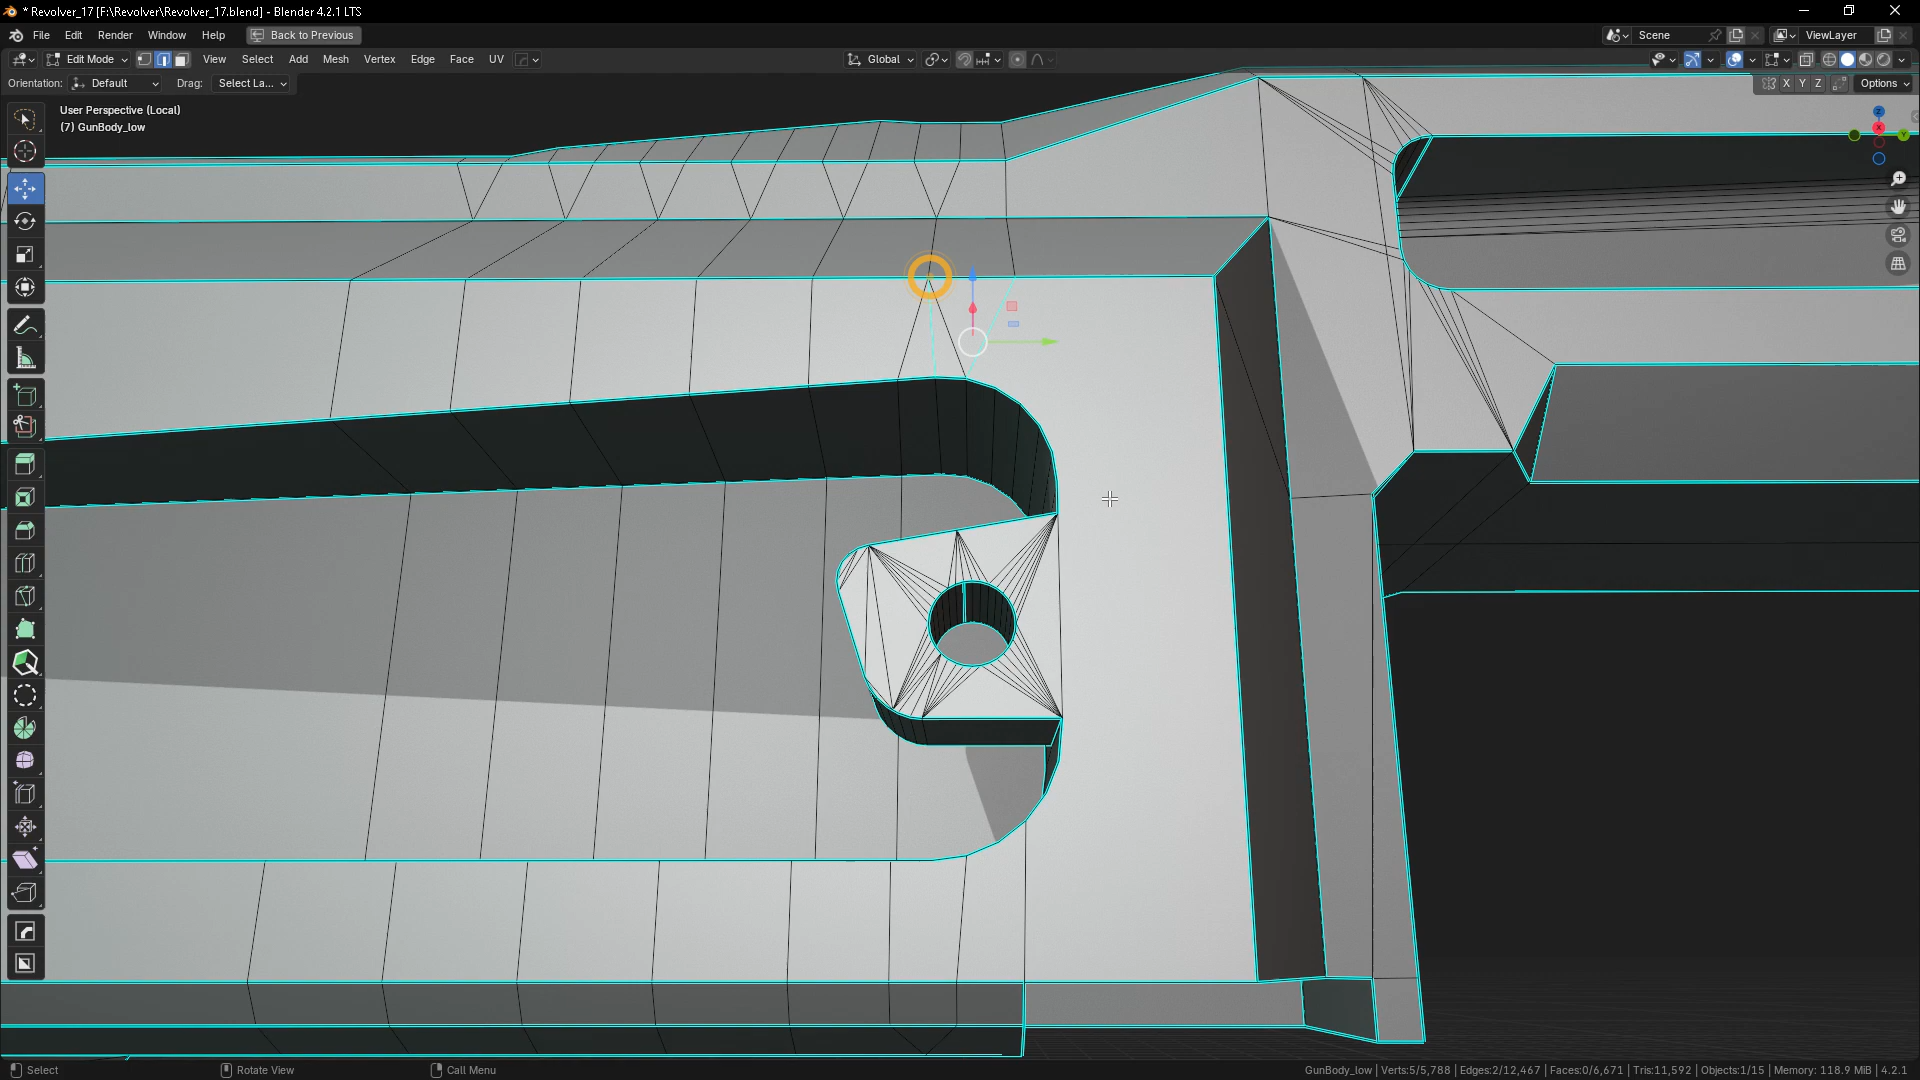 * Revolver_17 [F:\Revolver\Revolver_17.blend] - Blender 4.2.1 LTS
File Edit Render Window Help Back to Previous Scene ViewLayer
Edit Mode View Select Add Mesh Vertex Edge Face UV Global
Orientation: Default Drag: Select La... X Y Z Options
User Perspective (Local)
(7) GunBody_low
Z
X
Y
Select Rotate View Call Menu GunBody_low | Verts:5/5,788 | Edges:2/12,467 | Faces:0/6,671 | Tris:11,592 | Objects:1/15 | Memory: 118.9 MiB | 4.2.1